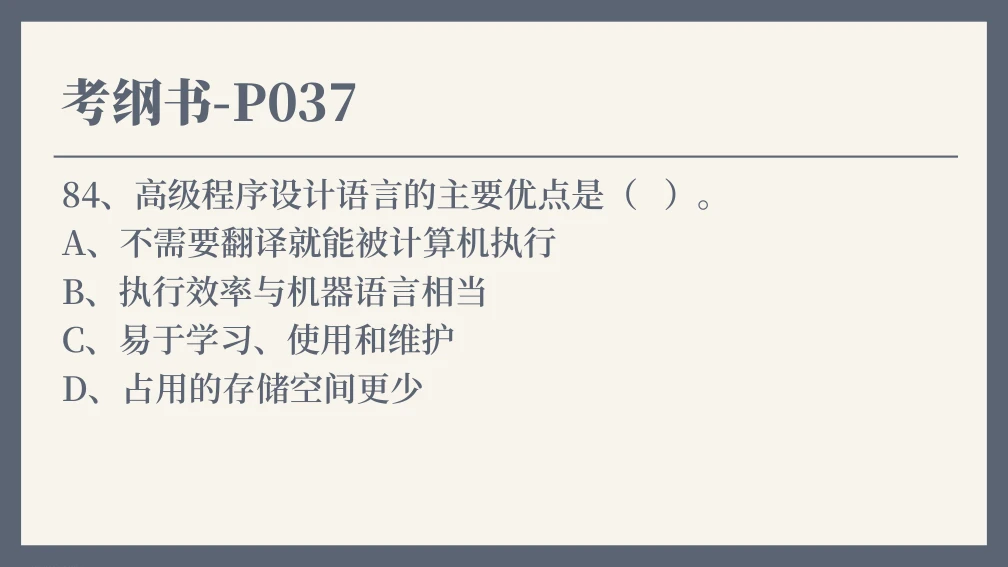 考纲书-P037
84、高级程序设计语言的主要优点是（  ）。
A、不需要翻译就能被计算机执行
B、执行效率与机器语言相当
C、易于学习、使用和维护
D、占用的存储空间更少